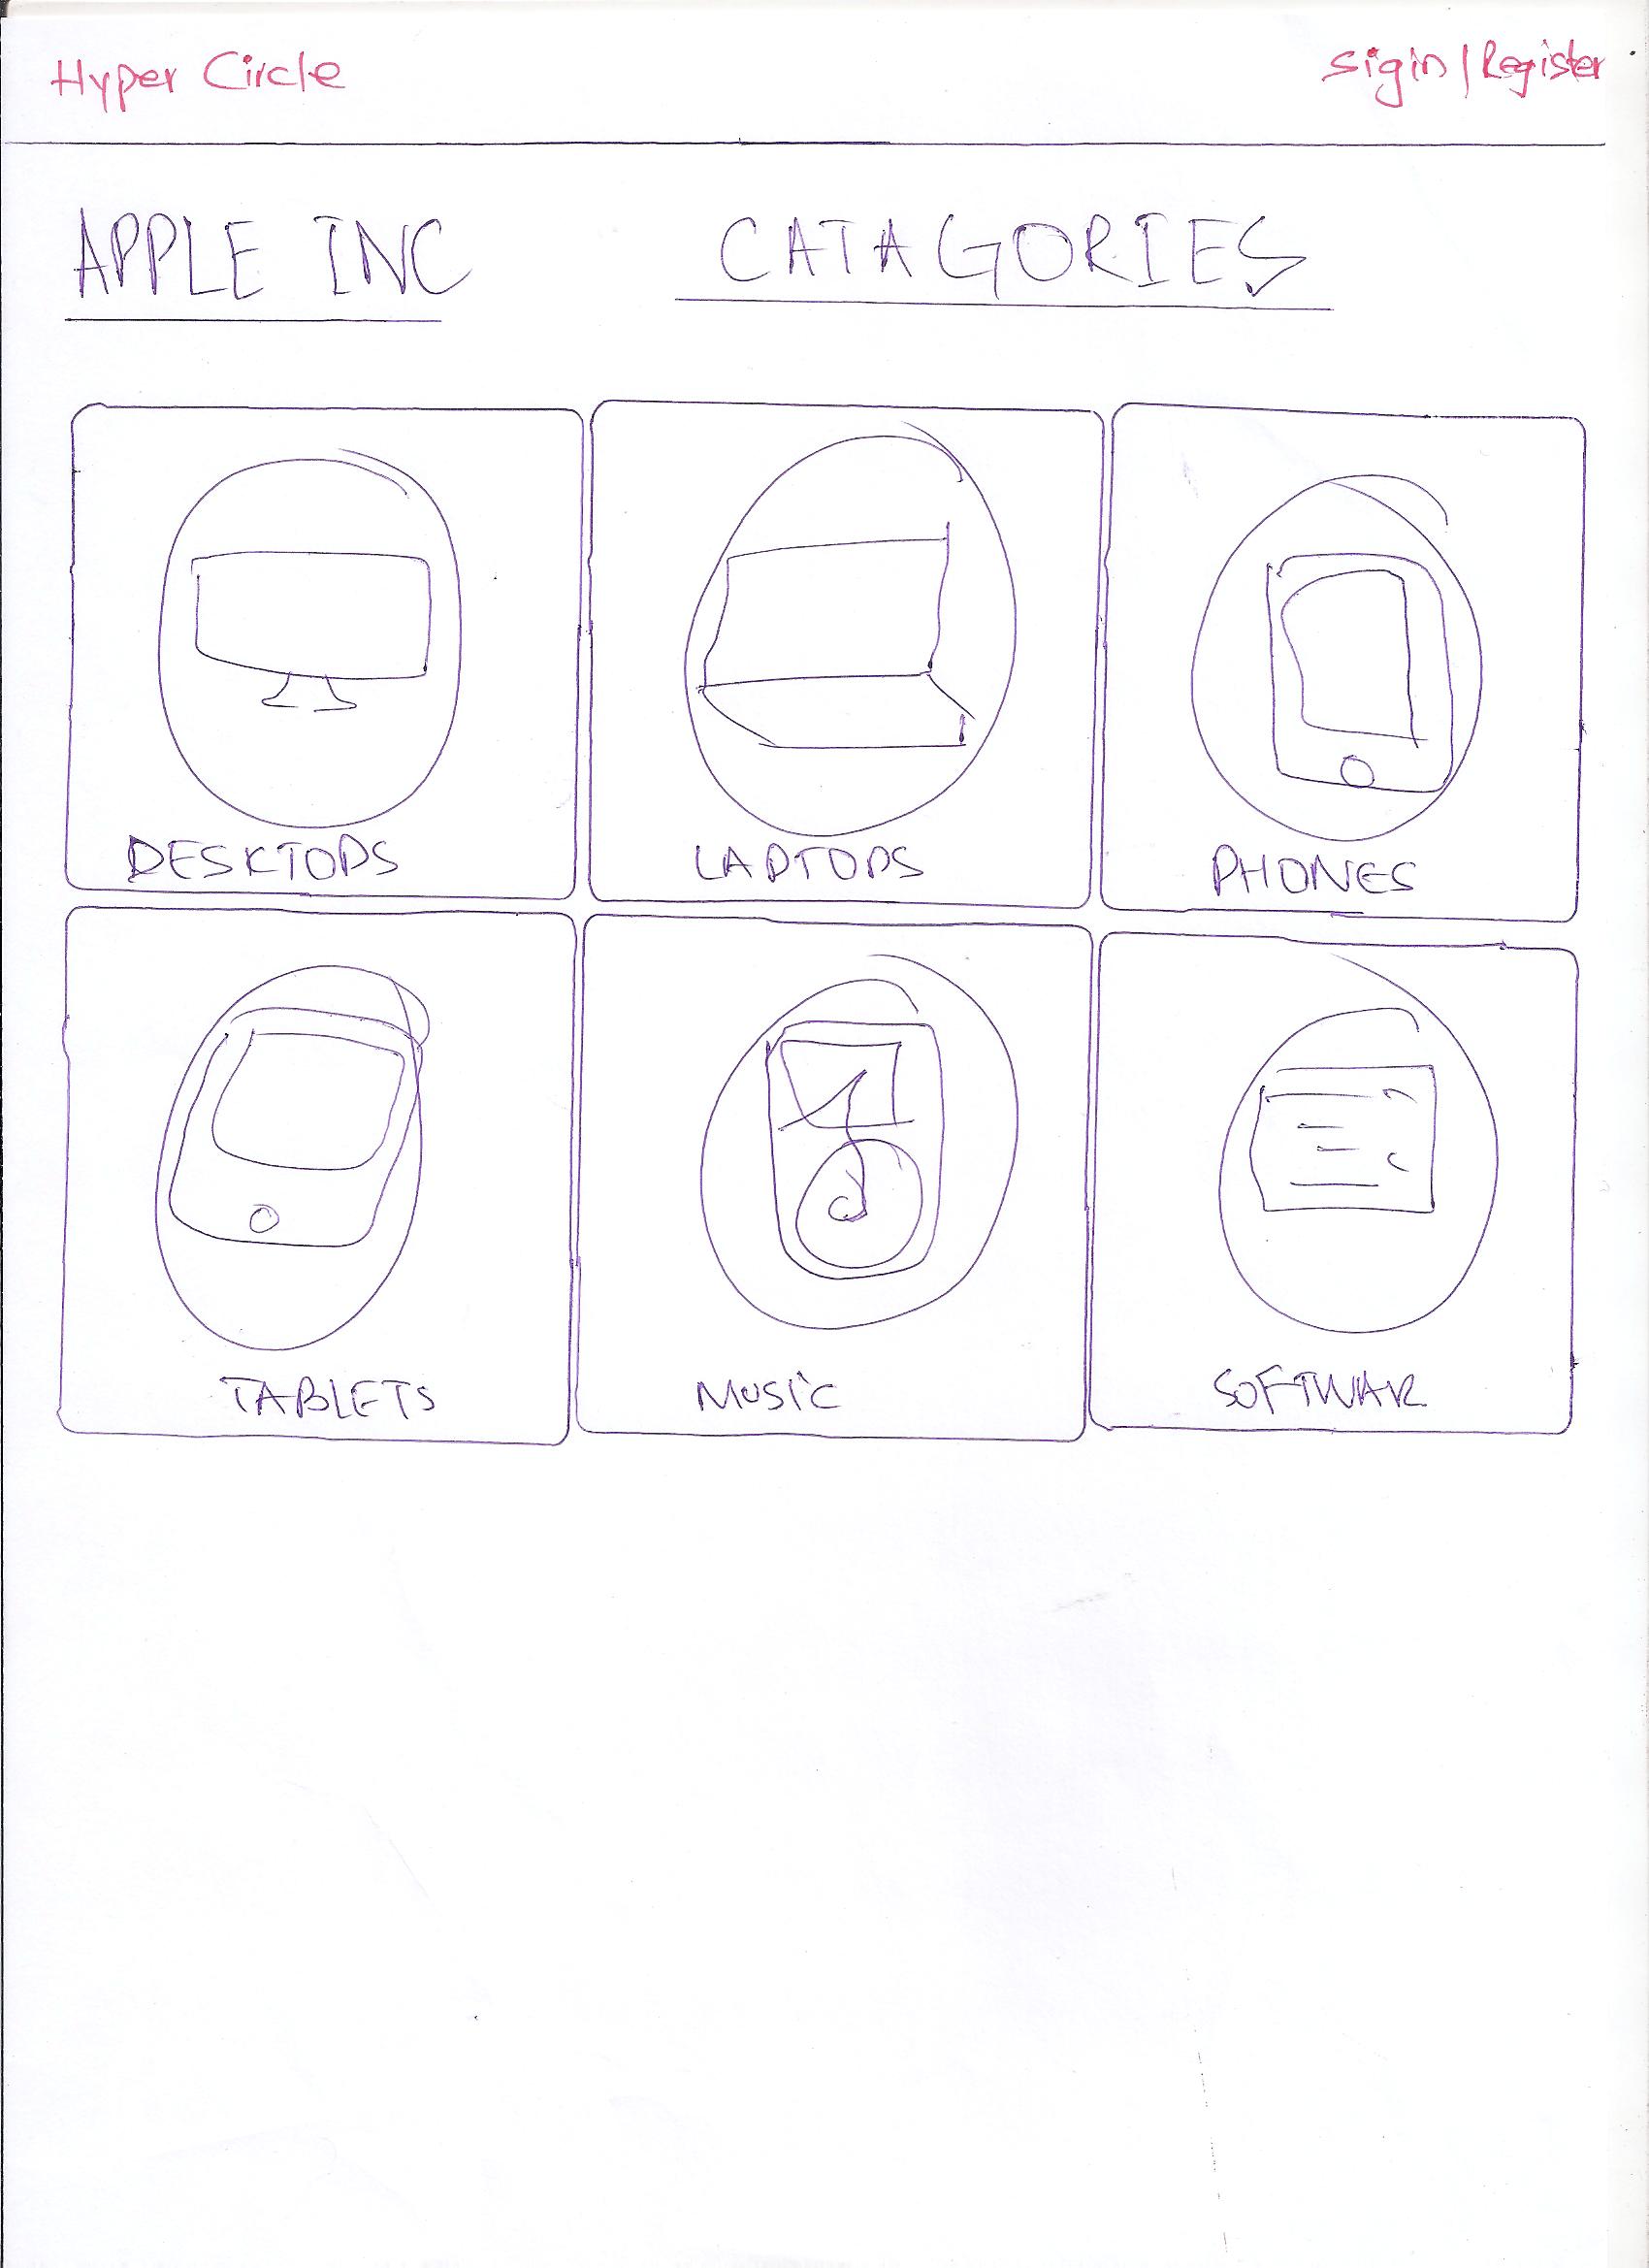 Hyper Circle sigin | Register
APPLE INC CATAGORIES
DESKTOPS LAPTOPS PHONES
TABLETS MUSIC SOFTWAR